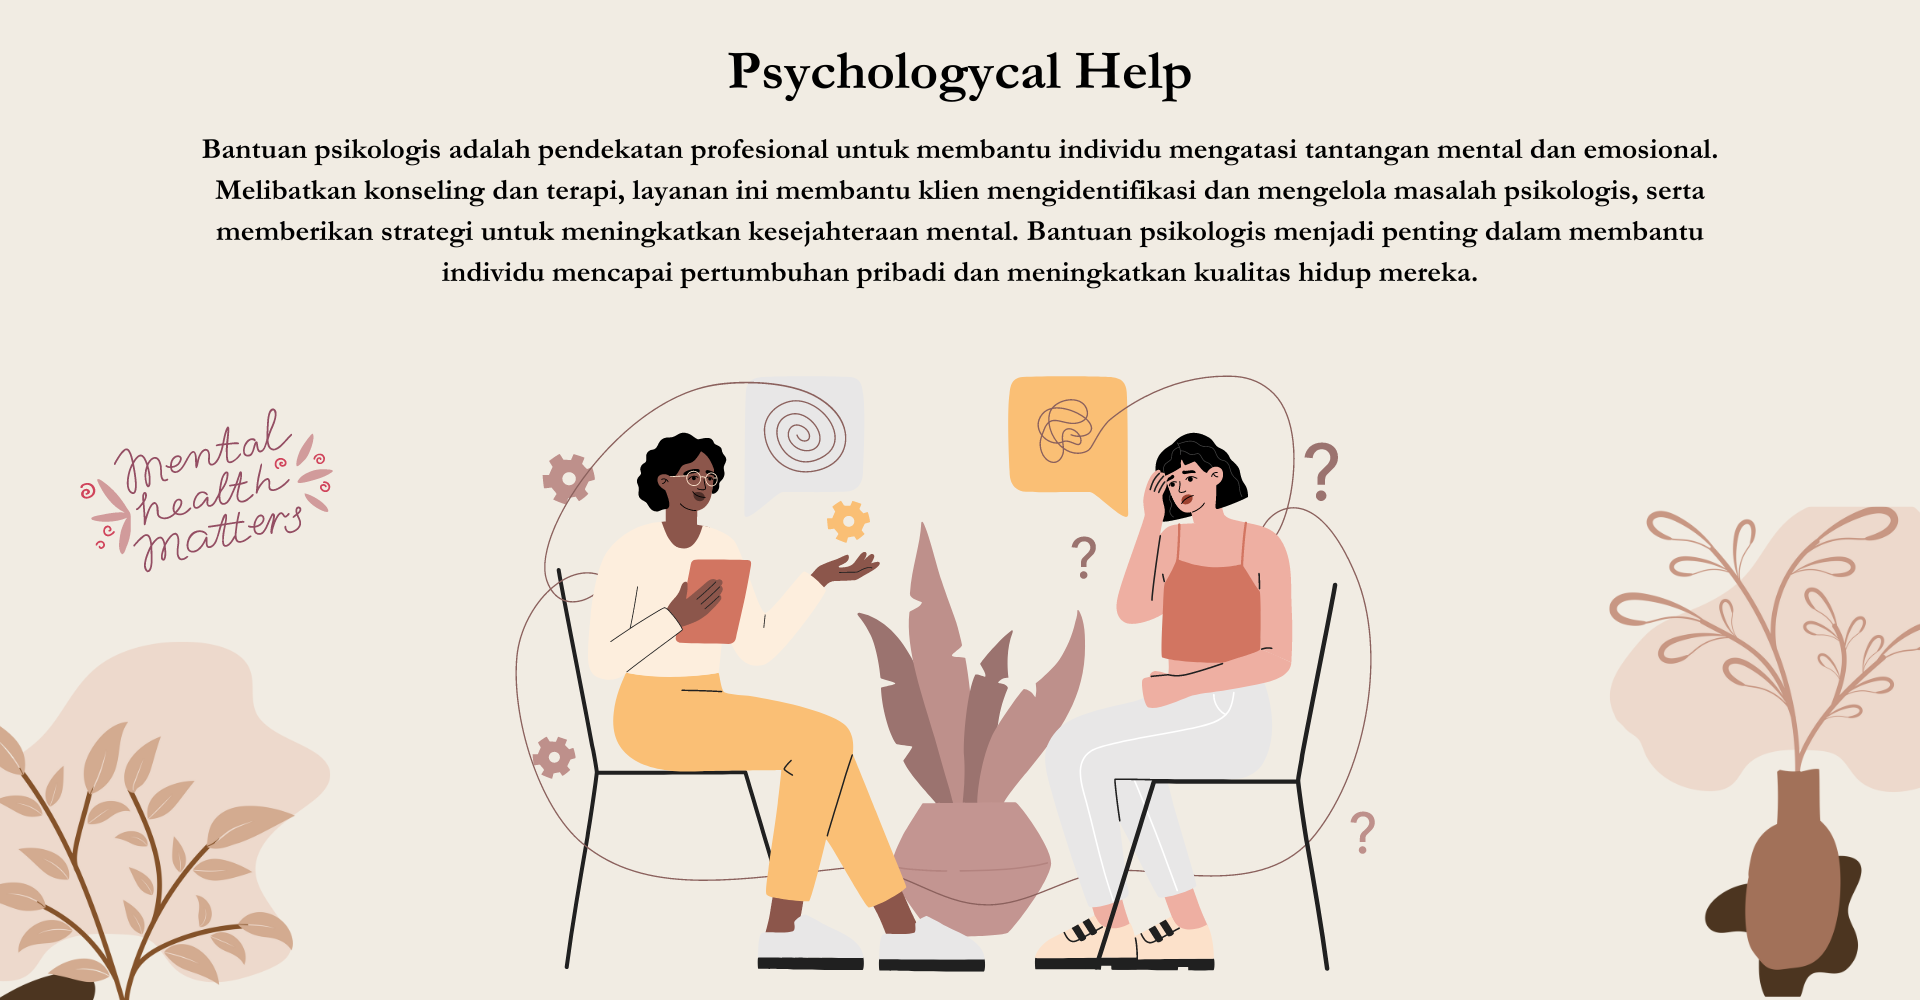 Psychologycal Help
Bantuan psikologis adalah pendekatan profesional untuk membantu individu mengatasi tantangan mental dan emosional.
Melibatkan konseling dan terapi, layanan ini membantu klien mengidentifikasi dan mengelola masalah psikologis, serta
memberikan strategi untuk meningkatkan kesejahteraan mental. Bantuan psikologis menjadi penting dalam membantu
individu mencapai pertumbuhan pribadi dan meningkatkan kualitas hidup mereka.
mental
health
matters
?
?
?